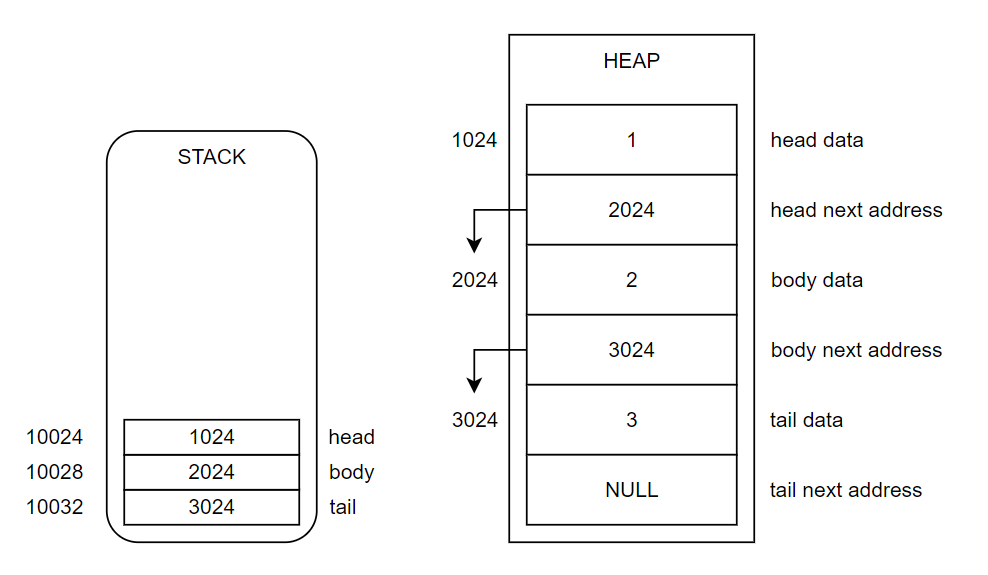 STACK
10024 1024 head
10028 2024 body
10032 3024 tail
HEAP
1024 1 head data
2024 head next address
2024 2 body data
3024 body next address
3024 3 tail data
NULL tail next address